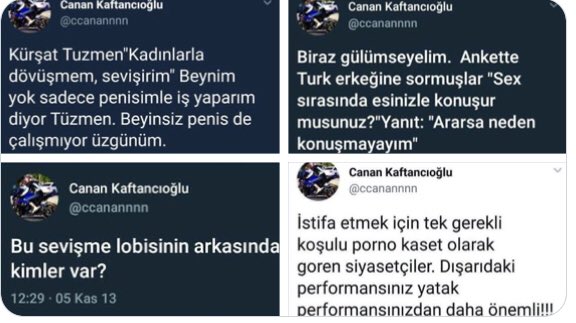 Canan Kaftancıoğlu
@ccanannnn
Kürşat Tuzmen"Kadınlarla
dövüşmem, sevişirim" Beynim
yok sadece penisimle iş yaparım
diyor Tüzmen. Beyinsiz penis de
çalışmıyor üzgünüm.
Canan Kaftancıoğlu
@ccanannnn
Biraz gülümseyelim. Ankette
Turk erkeğine sormuşlar "Sex
sırasında esinizle konuşur
musunuz?"Yanıt: "Ararsa neden
konuşmayayım"
Canan Kaftancıoğlu
@ccanannnn
Bu sevişme lobisinin arkasında
kimler var?
12:29 · 05 Kas 13
Canan Kaftancıoğlu
@ccanannnn
İstifa etmek için tek gerekli
koşulu porno kaset olarak
goren siyasetçiler. Dışarıdaki
performansınız yatak
performansınızdan daha önemli!!!